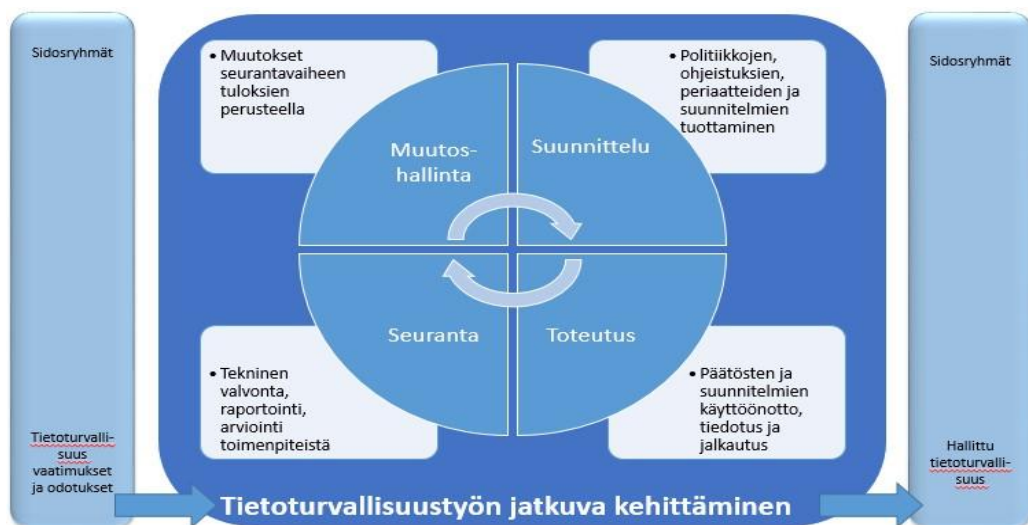 Sidosryhmät
Tietoturvalli-
suus
vaatimukset
ja odotukset
• Muutokset
seurantavaiheen
tuloksien
perusteella
• Politiikkojen,
ohjeistuksien,
periaatteiden ja
suunnitelmien
tuottaminen
Muutos-
hallinta
Suunnittelu
Seuranta
Toteutus
• Tekninen
valvonta,
raportointi,
arviointi
toimenpiteistä
• Päätösten ja
suunnitelmien
käyttöönotto,
tiedotus ja
jalkautus
Tietoturvallisuustyön jatkuva kehittäminen
Sidosryhmät
Hallittu
tietoturvalli-
suus